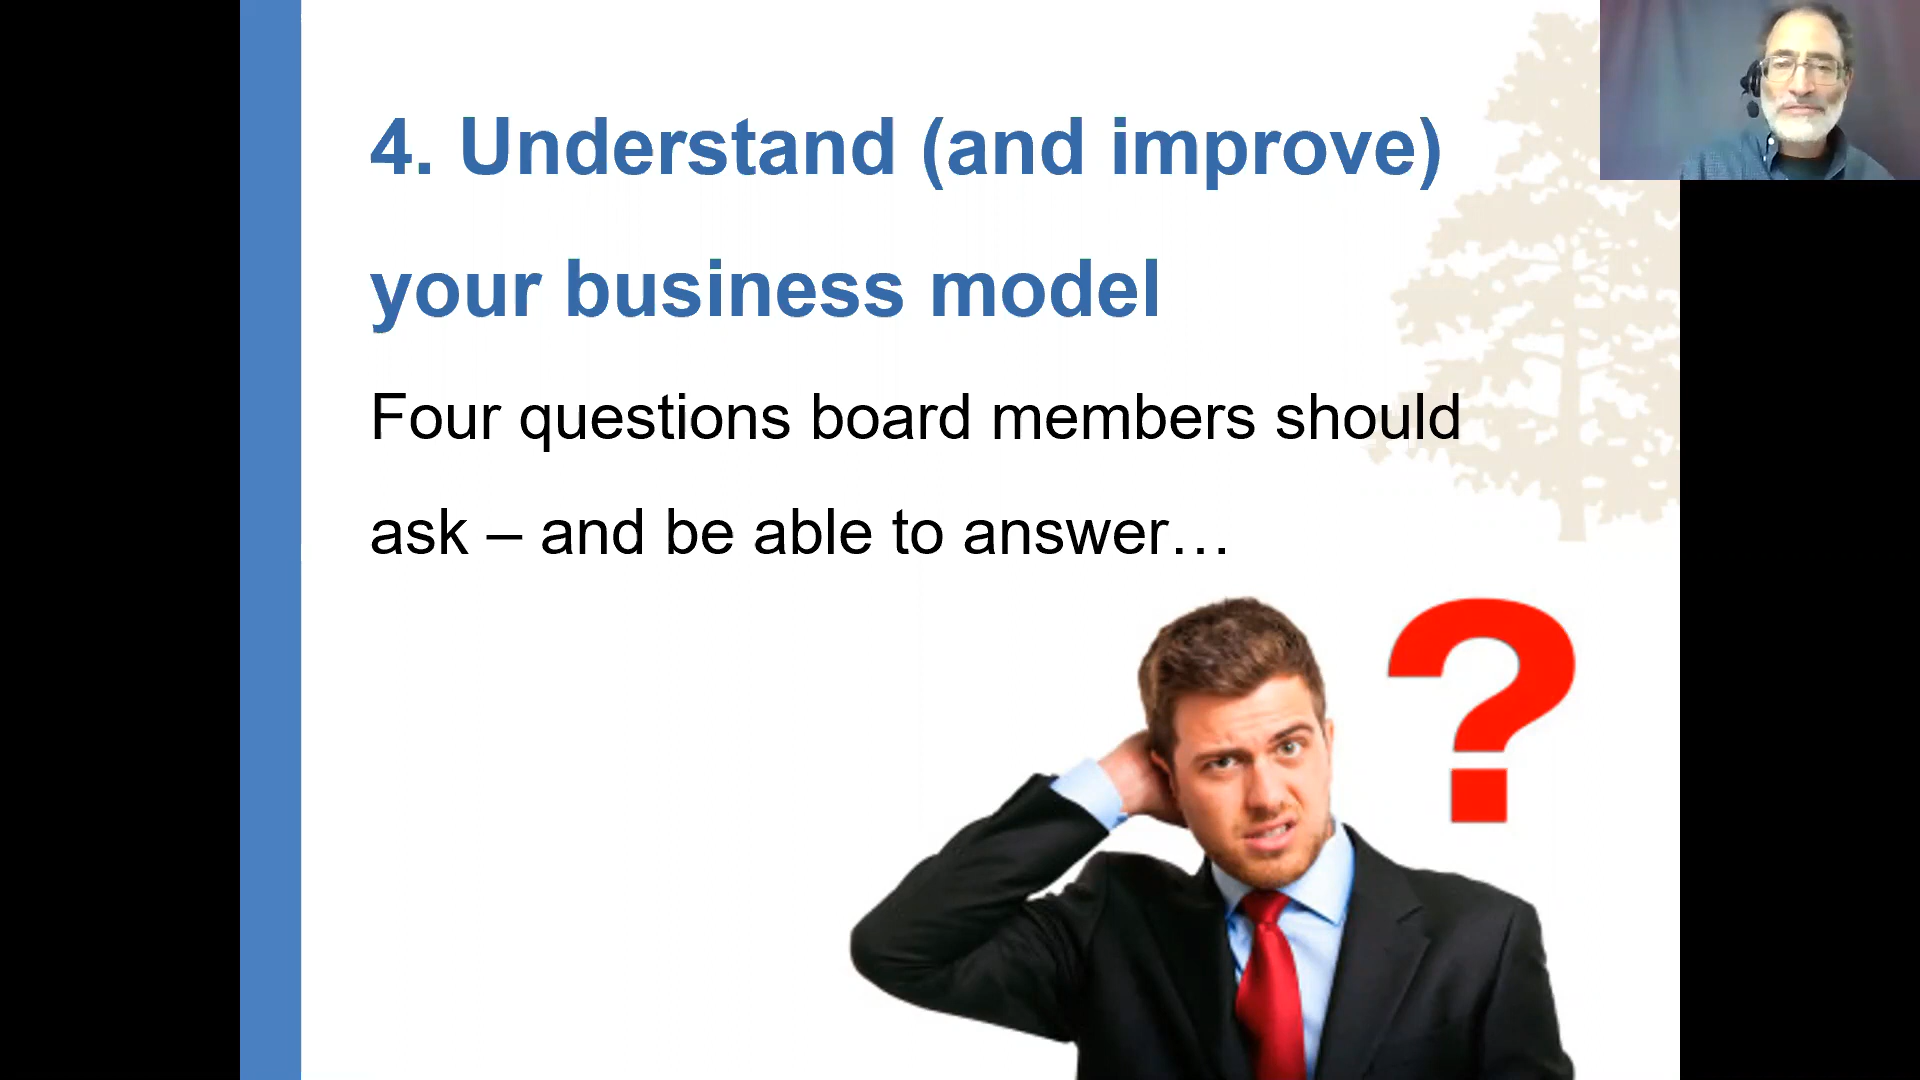 4. Understand (and improve)
your business model
Four questions board members should
ask – and be able to answer…
?